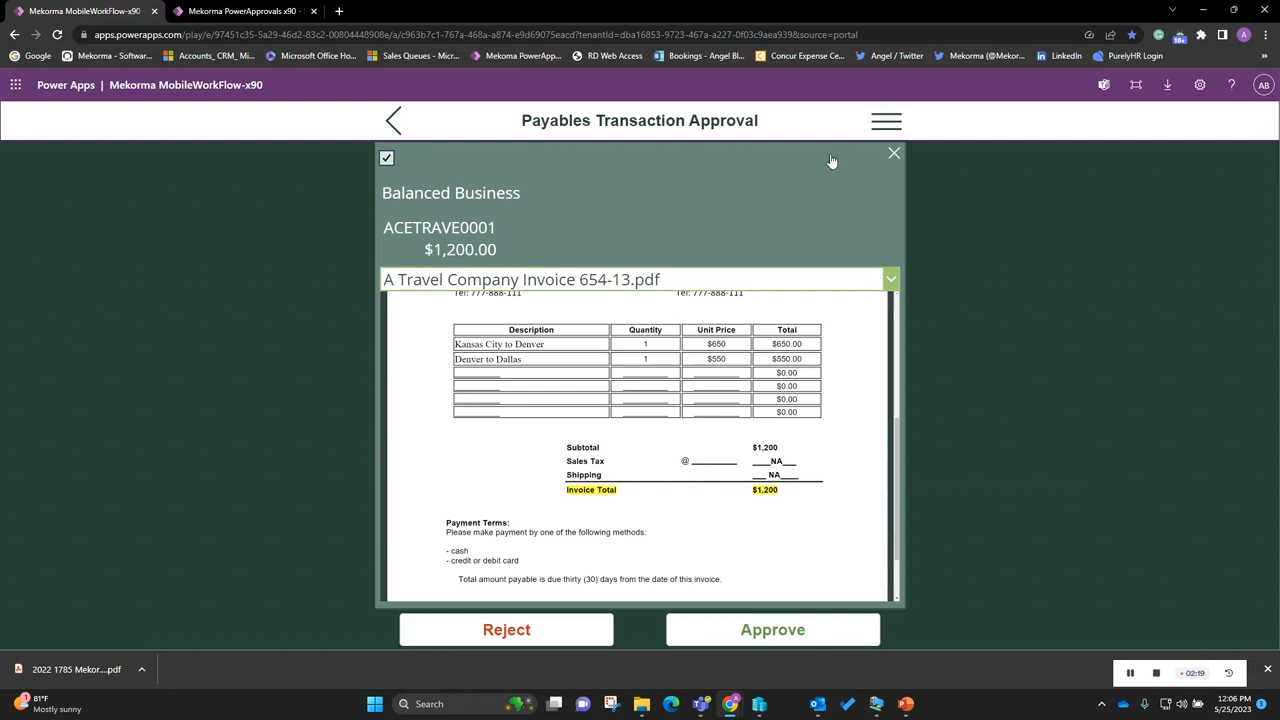 Mekorma MobileWorkFlow-x90
Mekorma PowerApprovals x90 -
apps.powerapps.com/play/e/97451c35-5a29-46d2-83c2-00804448908e/a/c963b7c1-767a-468a-a874-e9d69075eacd?tenantId=dba16853-9723-467a-a227-0f03c9aea939&source=portal
Google
Mekorma - Softwar...
Accounts_CRM_Mi...
Microsoft Office Ho...
Sales Queues - Micr...
Mekorma PowerApp...
RD Web Access
Bookings - Angel Bl...
Concur Expense Ce...
Angel / Twitter
Mekorma (@Mekor...
LinkedIn
PurelyHR Login
Power Apps | Mekorma MobileWorkFlow-x90
AB
Payables Transaction Approval
Balanced Business
ACETRAVE0001
$1,200.00
A Travel Company Invoice 654-13.pdf
Tel: 777-888-111 Tel: 777-888-111
Description Quantity Unit Price Total
Kansas City to Denver 1 $650 $650.00
Denver to Dallas 1 $550 $550.00
$0.00
$0.00
$0.00
$0.00
Subtotal $1,200
Sales Tax @ ________ ____NA___
Shipping ___ NA____
Invoice Total $1,200
Payment Terms:
Please make payment by one of the following methods:
- cash
- credit or debit card
Total amount payable is due thirty (30) days from the date of this invoice.
Reject
Approve
2022 1785 Mekor....pdf
02:19
81°F
Mostly sunny
Search
12:06 PM
5/25/2023